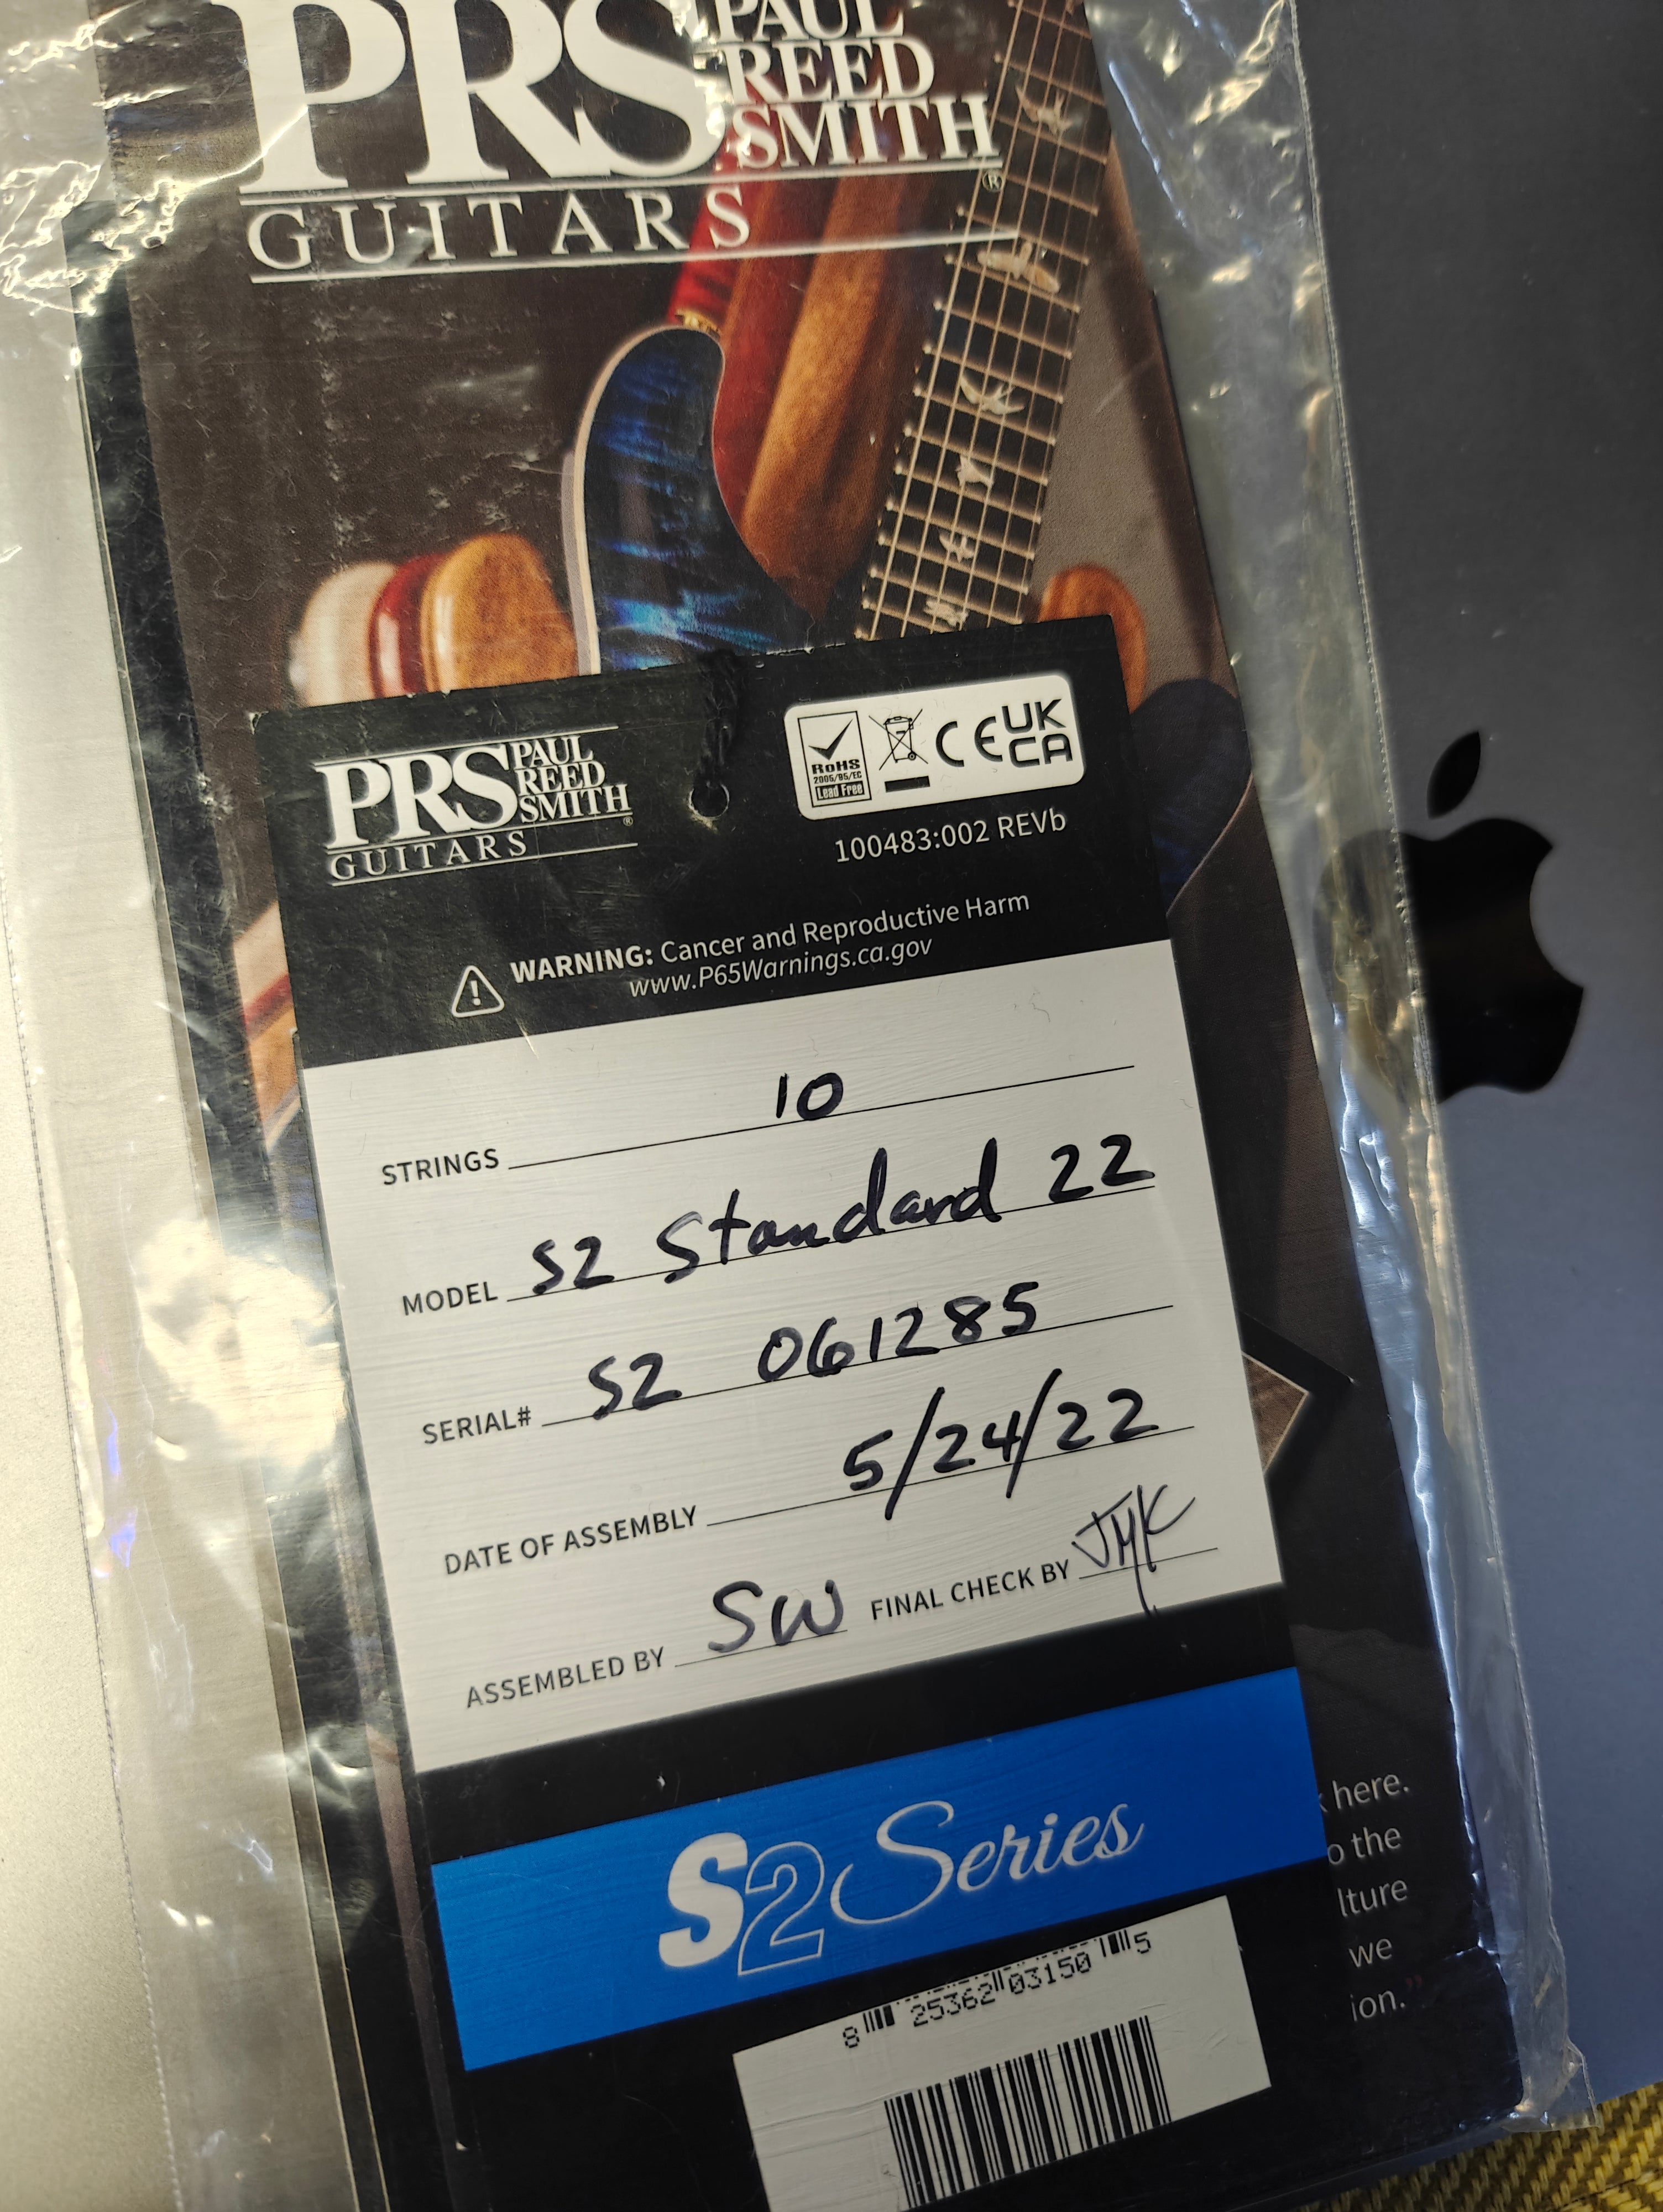 PRS PAUL
REED
SMITH®
GUITARS
PRS PAUL
REED
SMITH®
GUITARS
RoHS
2005/95/EC
Lead Free
CE UK
CA
100483:002 REVb
WARNING: Cancer and Reproductive Harm
www.P65Warnings.ca.gov
STRINGS 10
MODEL S2 Standard 22
SERIAL# S2 061285
DATE OF ASSEMBLY 5/24/22
ASSEMBLED BY SW FINAL CHECK BY JMK
S2 Series
8 25362 03150 5
here.
the
we